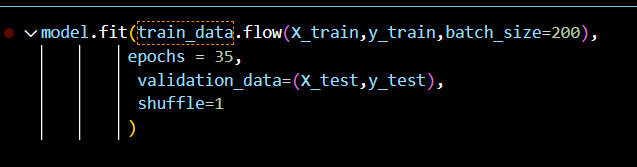 model.fit(train_data.flow(X_train,y_train,batch_size=200),
epochs = 35,
validation_data=(X_test,y_test),
shuffle=1
)